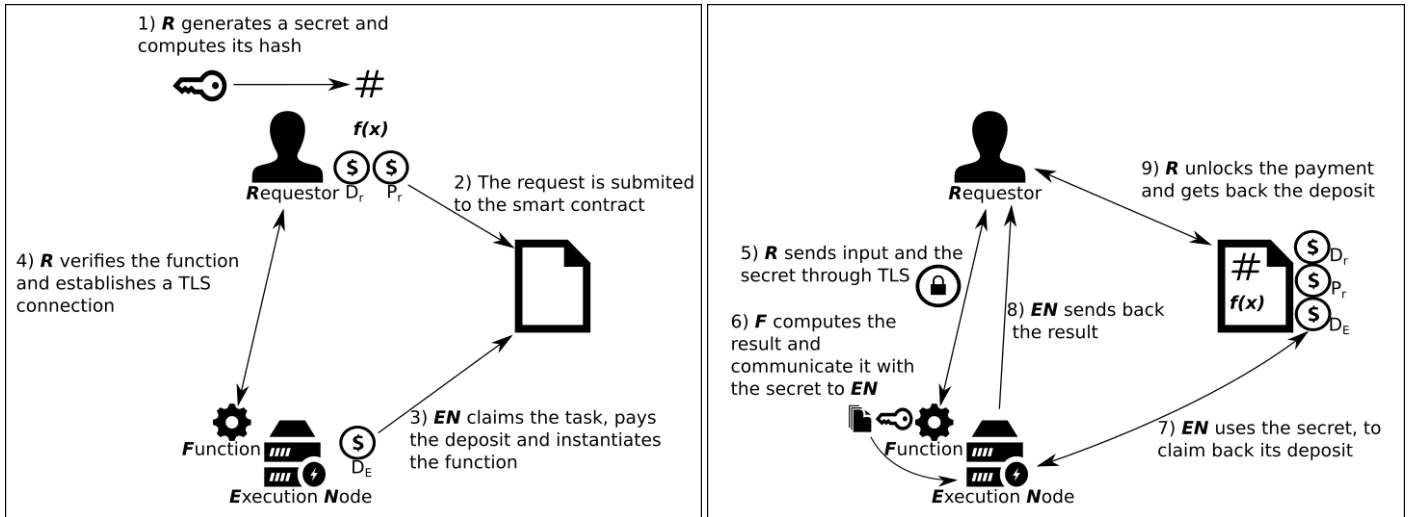 1) R generates a secret and
computes its hash
#
f(x)
$ $
Requestor Dr Pr
2) The request is submited
to the smart contract
4) R verifies the function
and establishes a TLS
connection
3) EN claims the task, pays
the deposit and instantiates
the function
$
DE
Function
Execution Node
9) R unlocks the payment
and gets back the deposit
Requestor
5) R sends input and the
secret through TLS
#
f(x)
$ Dr
$ Pr
$ DE
8) EN sends back
the result
6) F computes the
result and
communicate it with
the secret to EN
7) EN uses the secret, to
claim back its deposit
Function
Execution Node